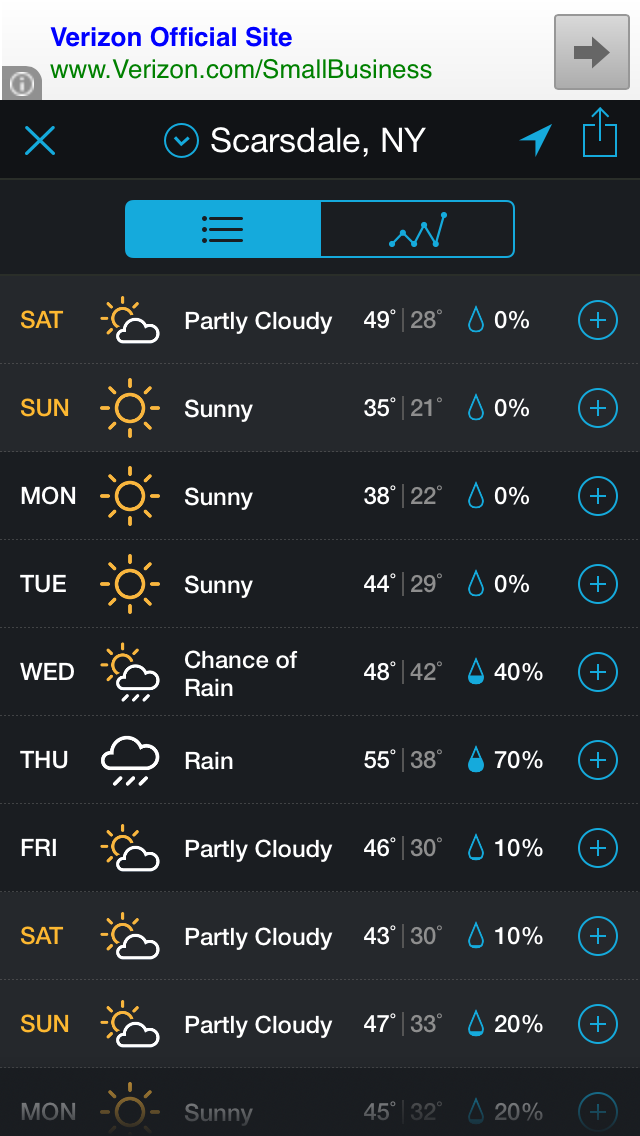 Verizon Official Site
www.Verizon.com/SmallBusiness
Scarsdale, NY
SAT Partly Cloudy 49° | 28° 0%
SUN Sunny 35° | 21° 0%
MON Sunny 38° | 22° 0%
TUE Sunny 44° | 29° 0%
WED Chance of
Rain 48° | 42° 40%
THU Rain 55° | 38° 70%
FRI Partly Cloudy 46° | 30° 10%
SAT Partly Cloudy 43° | 30° 10%
SUN Partly Cloudy 47° | 33° 20%
MON Sunny 45° | 32° 20%